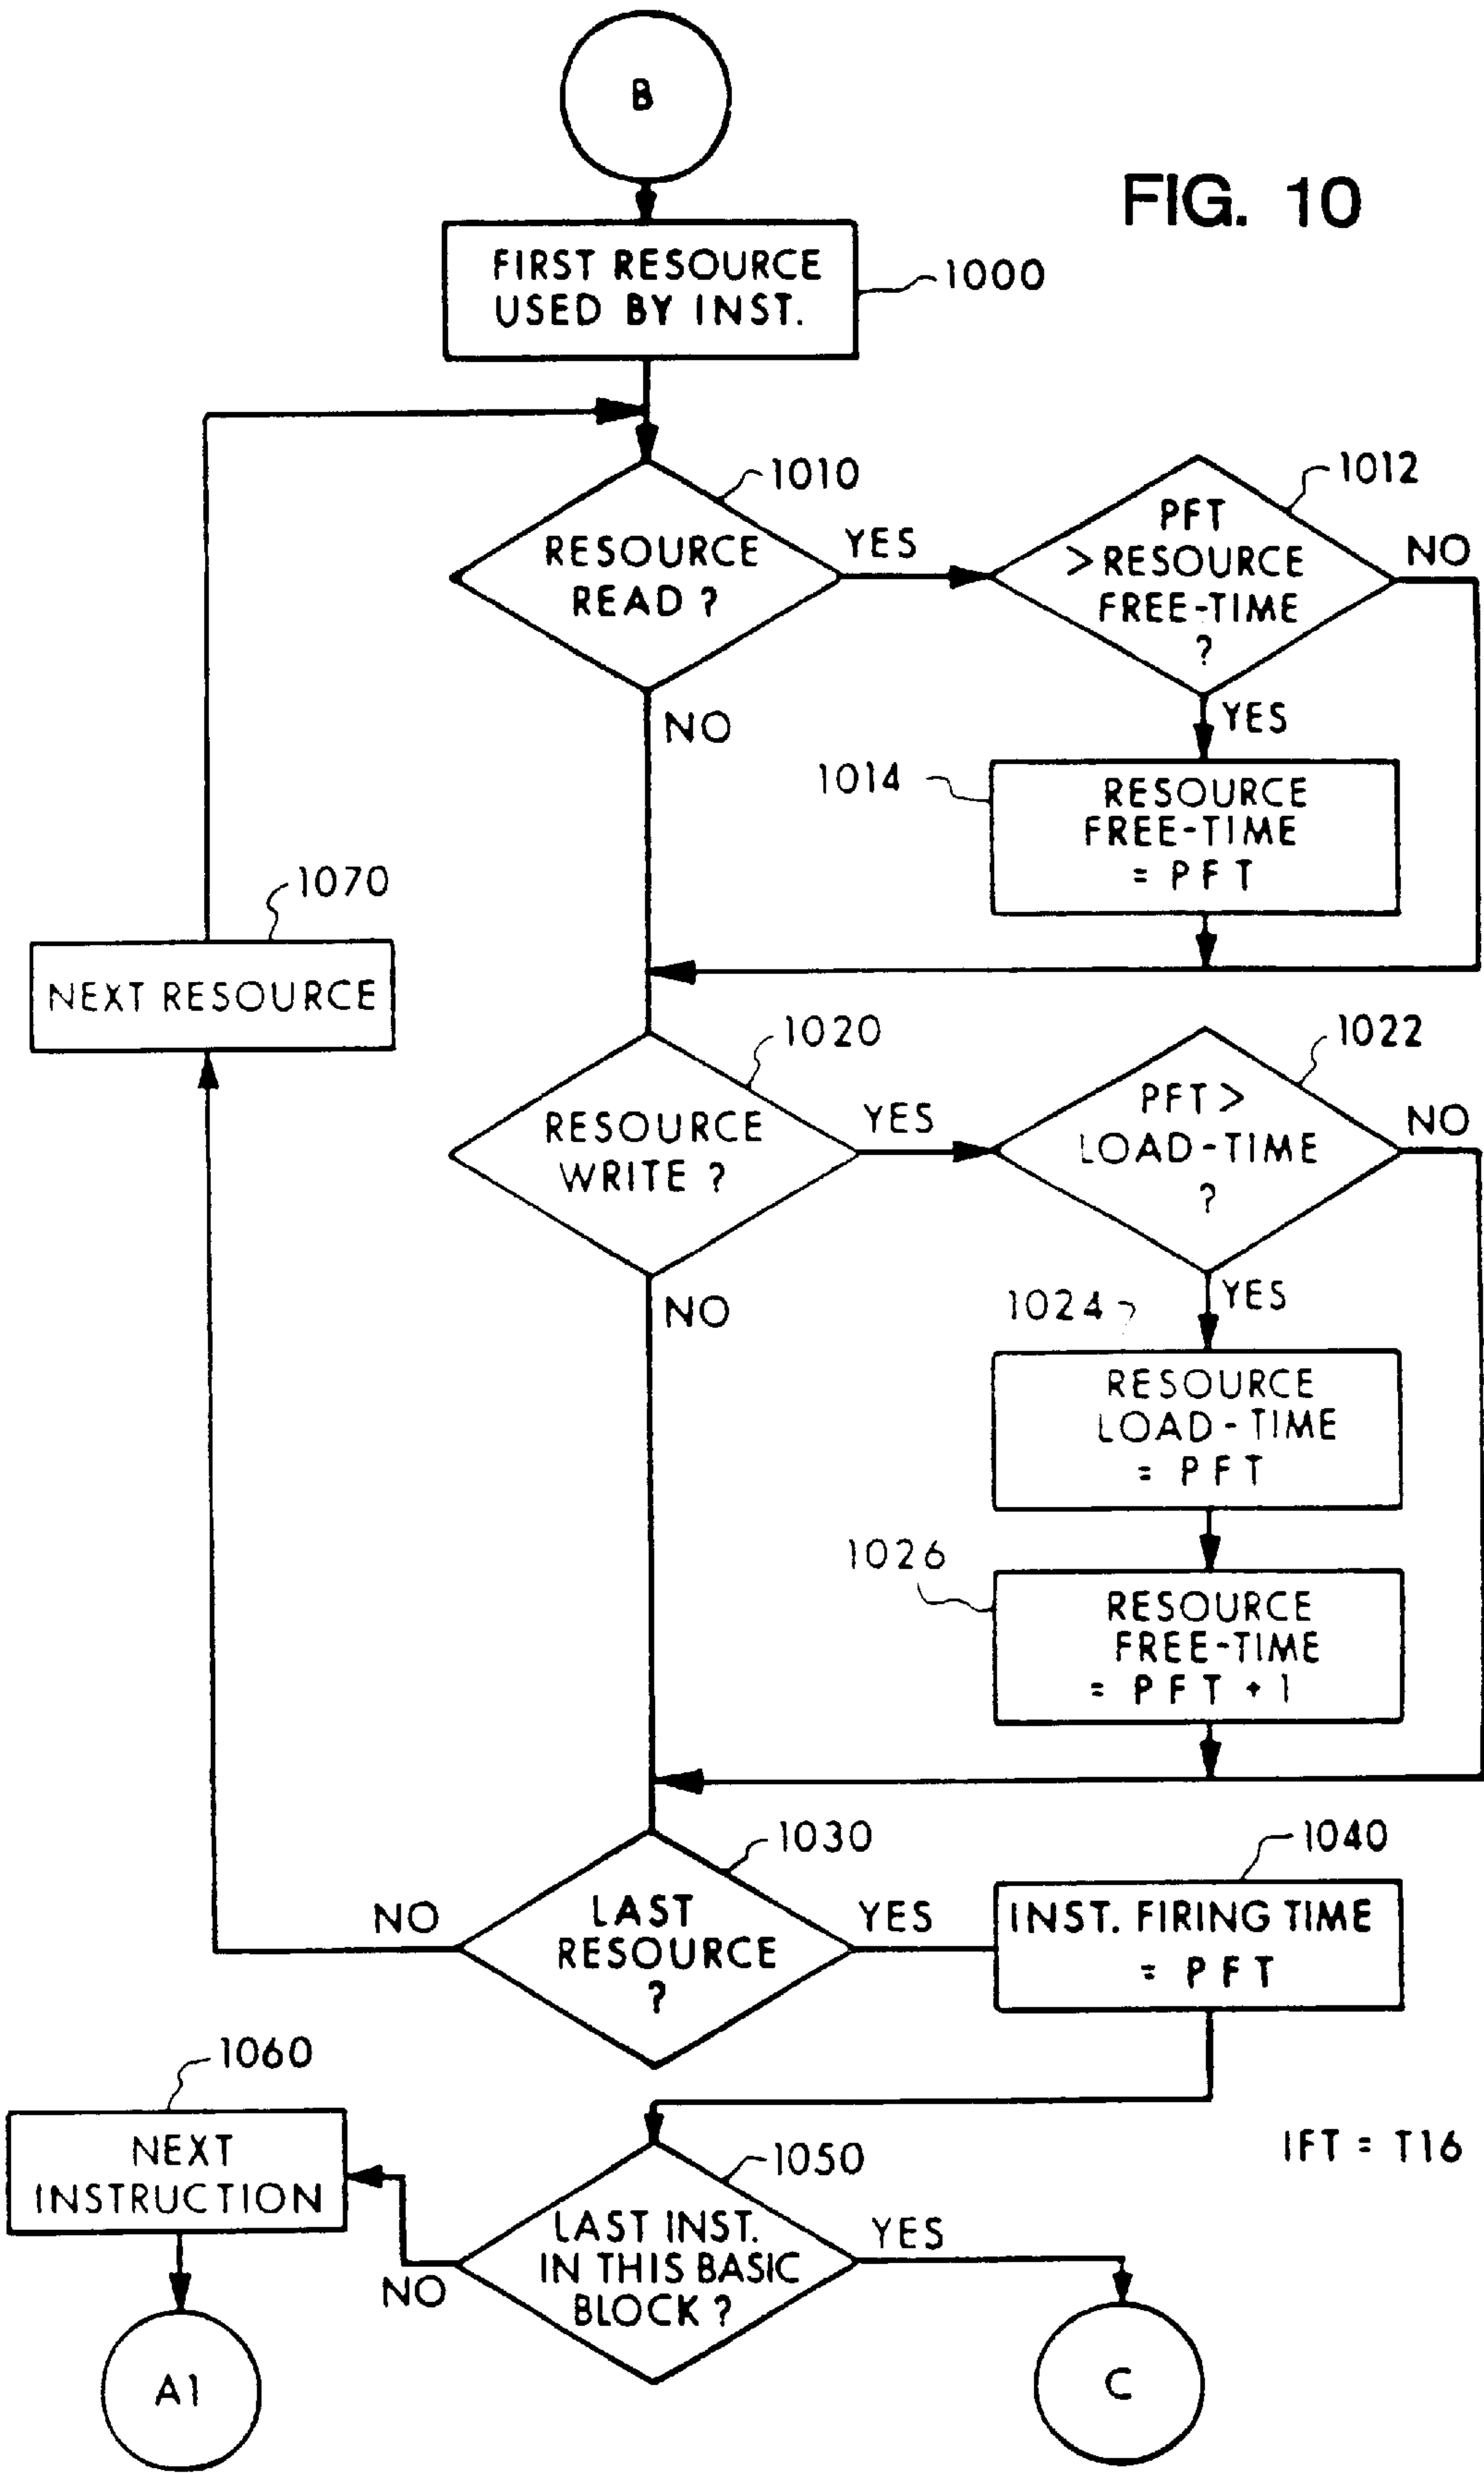 B
FIG. 10
FIRST RESOURCE
USED BY INST.
1000
1010
RESOURCE
READ ?
YES
NO
1012
PFT
>RESOURCE
FREE-TIME
?
NO
YES
1014
RESOURCE
FREE-TIME
= PFT
1070
NEXT RESOURCE
1020
RESOURCE
WRITE ?
YES
NO
1022
PFT >
LOAD-TIME
?
NO
YES
1024
RESOURCE
LOAD-TIME
= PFT
1026
RESOURCE
FREE-TIME
= PFT + 1
1030
LAST
RESOURCE
?
NO
YES
1040
INST. FIRING TIME
= PFT
1060
NEXT
INSTRUCTION
1050
LAST INST.
IN THIS BASIC
BLOCK ?
NO
YES
IFT = T16
A1
C